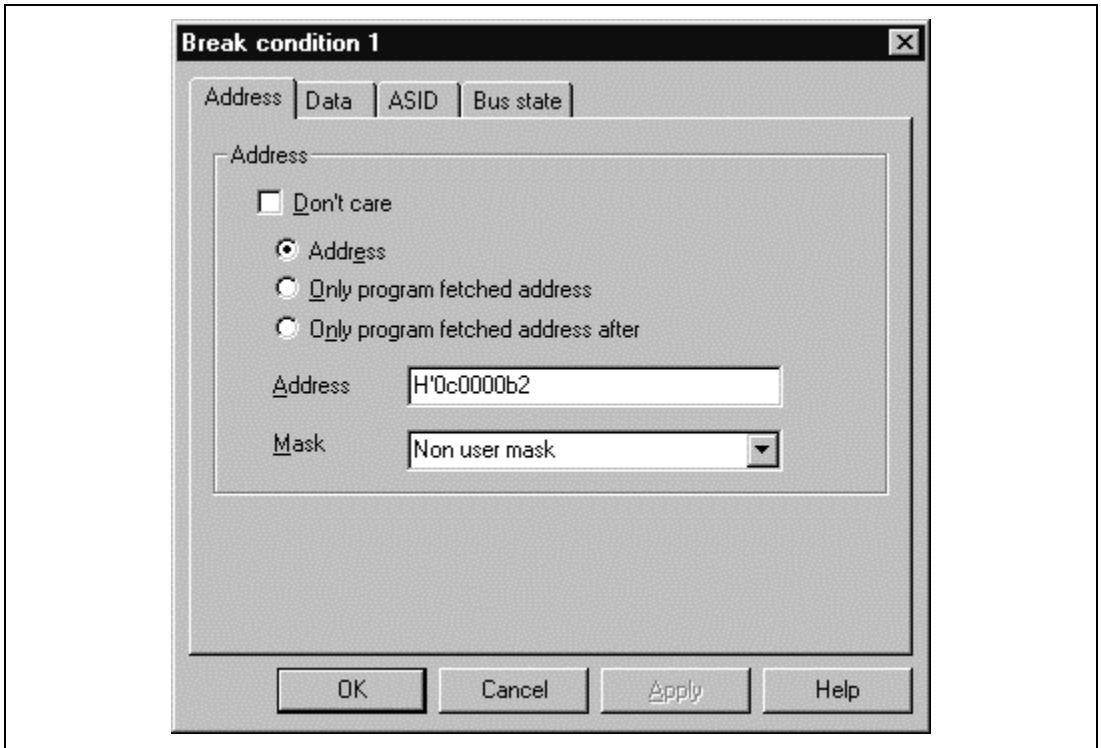 Break condition 1
Address Data ASID Bus state
Address
Don't care
Address
Only program fetched address
Only program fetched address after
Address H'0c0000b2
Mask Non user mask
OK Cancel Apply Help